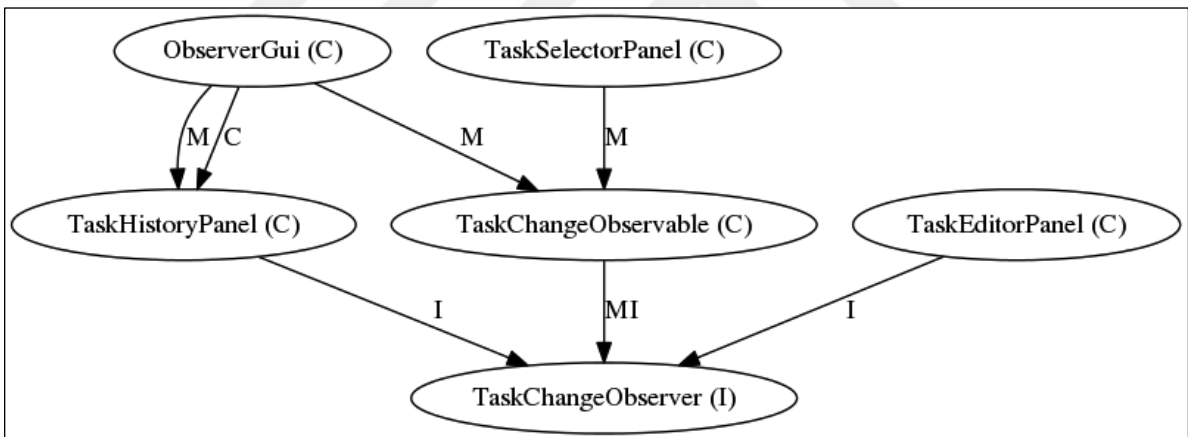 ObserverGui (C)
TaskSelectorPanel (C)
M
C
M
M
TaskHistoryPanel (C)
TaskChangeObservable (C)
TaskEditorPanel (C)
I
MI
I
TaskChangeObserver (I)